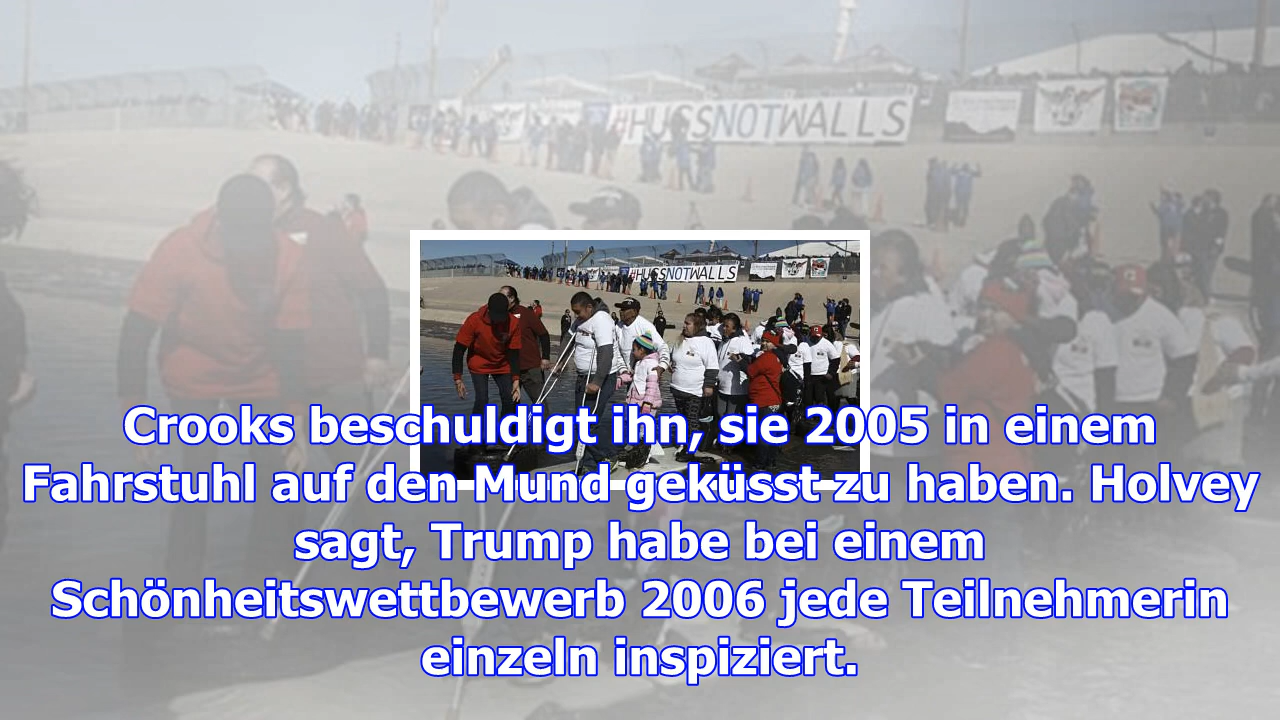 #HUGSNOTWALLS
#HUGSNOTWALLS
Crooks beschuldigt ihn, sie 2005 in einem
Fahrstuhl auf den Mund geküsst zu haben. Holvey
sagt, Trump habe bei einem
Schönheitswettbewerb 2006 jede Teilnehmerin
einzeln inspiziert.